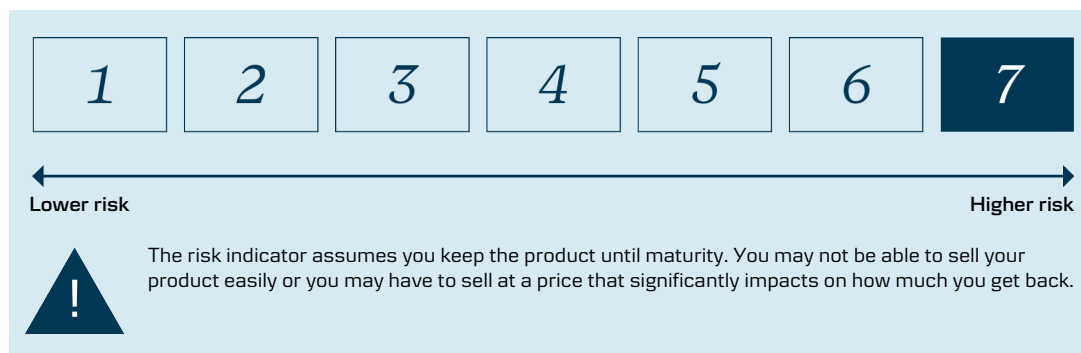 1 2 3 4 5 6 7
Lower risk Higher risk
!
The risk indicator assumes you keep the product until maturity. You may not be able to sell your
product easily or you may have to sell at a price that significantly impacts on how much you get back.